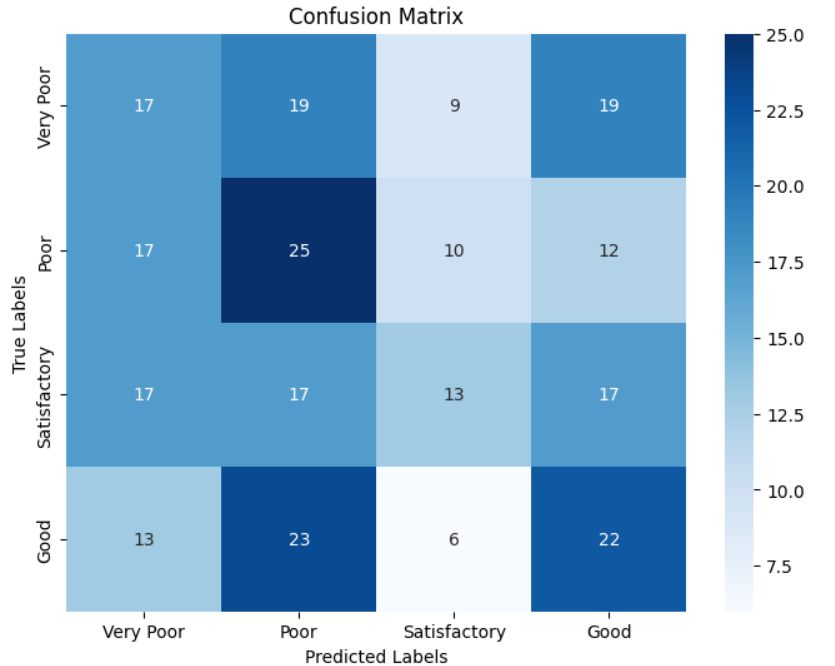 Confusion Matrix
Very Poor
Poor
Satisfactory
Good
True Labels
17 19 9 19
17 25 10 12
17 17 13 17
13 23 6 22
Very Poor Poor Satisfactory Good
Predicted Labels
25.0
22.5
20.0
17.5
15.0
12.5
10.0
7.5